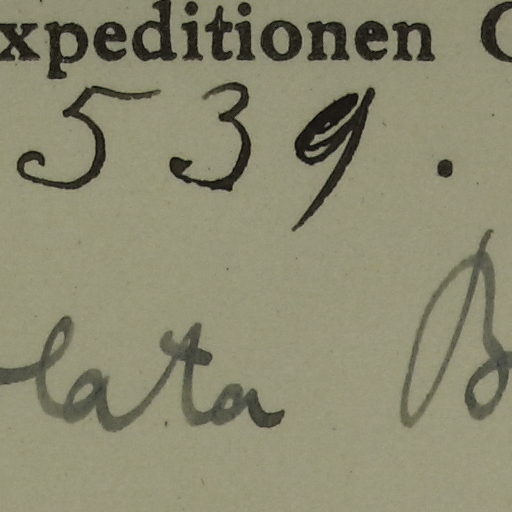 xpeditionen
539.
lata B